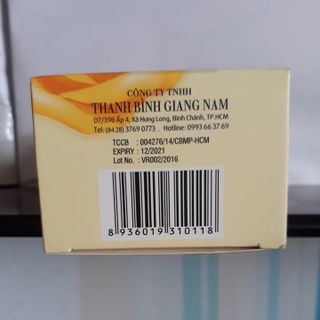 CÔNG TY TNHH
THANH BÌNH GIANG NAM
D7/39B Ấp 4, Xã Hưng Long, Bình Chánh, TP.HCM
Tel: (84.28) 3769 0773 . Hotline: 0993 66 37 69
TCCB : 004276/14/CBMP-HCM
EXPIRY : 12/2021
Lot No. : VR002/2016
8 936019 310118